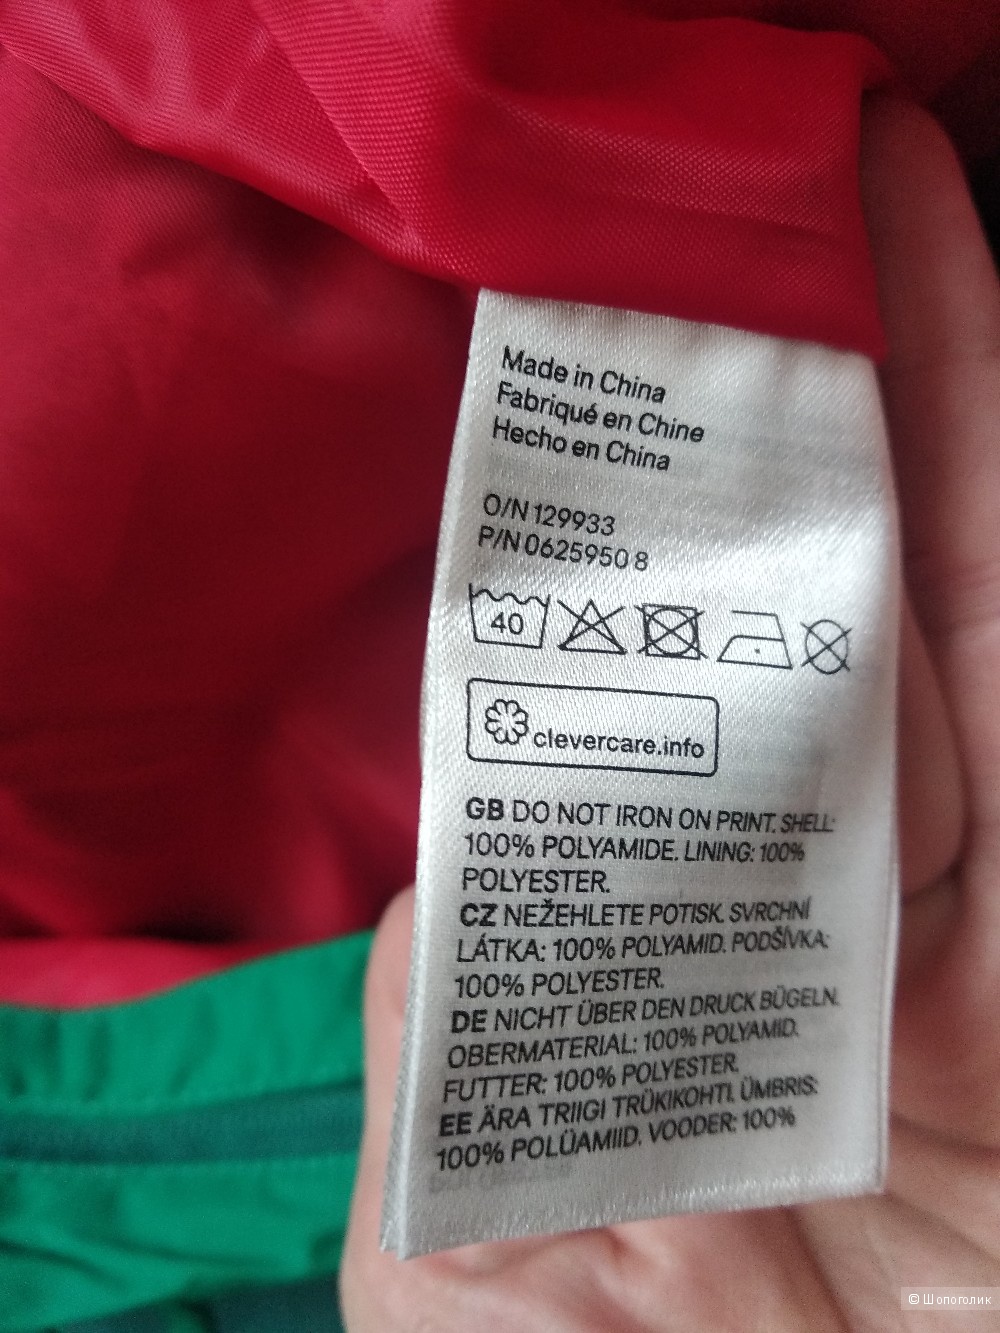 Made in China
Fabriqué en Chine
Hecho en China
O/N 129933
P/N 0625950 8
40
clevercare.info
GB DO NOT IRON ON PRINT. SHELL:
100% POLYAMIDE. LINING: 100%
POLYESTER.
CZ NEŽEHLETE POTISK. SVRCHNÍ
LÁTKA: 100% POLYAMID. PODŠÍVKA:
100% POLYESTER.
DE NICHT ÜBER DEN DRUCK BÜGELN.
OBERMATERIAL: 100% POLYAMID.
FUTTER: 100% POLYESTER.
EE ÄRA TRIIGI TRÜKIKOHTI. ÜMBRIS:
100% POLÜAMIID. VOODER: 100%
© Шопоголик